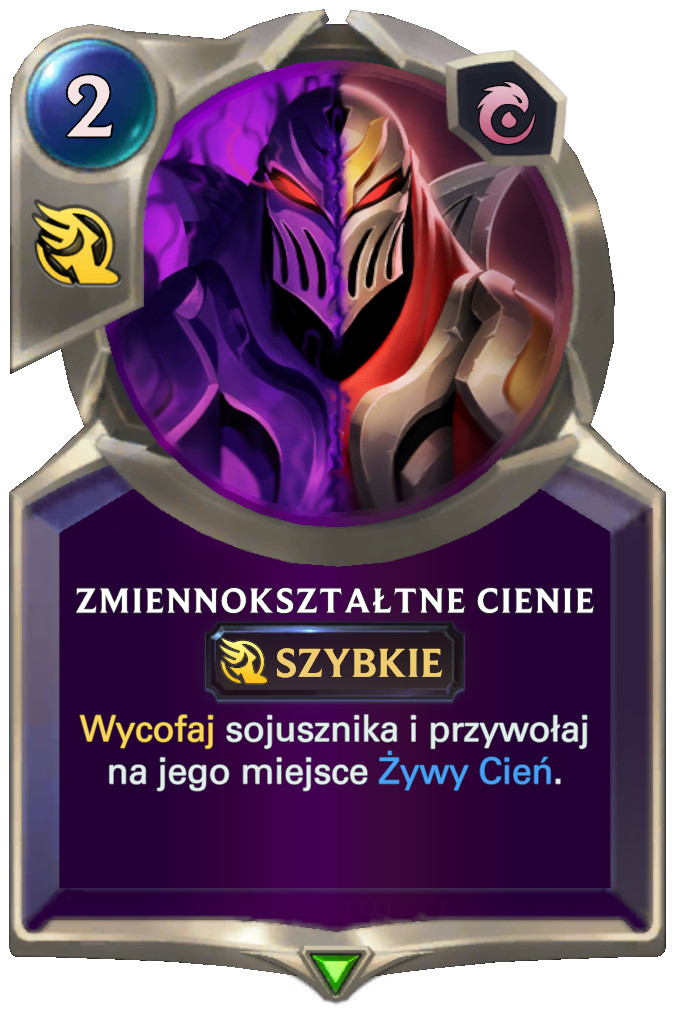 2
ZMIENNOKSZTAŁTNE CIENIE
SZYBKIE
Wycofaj sojusznika i przywołaj
na jego miejsce Żywy Cień.